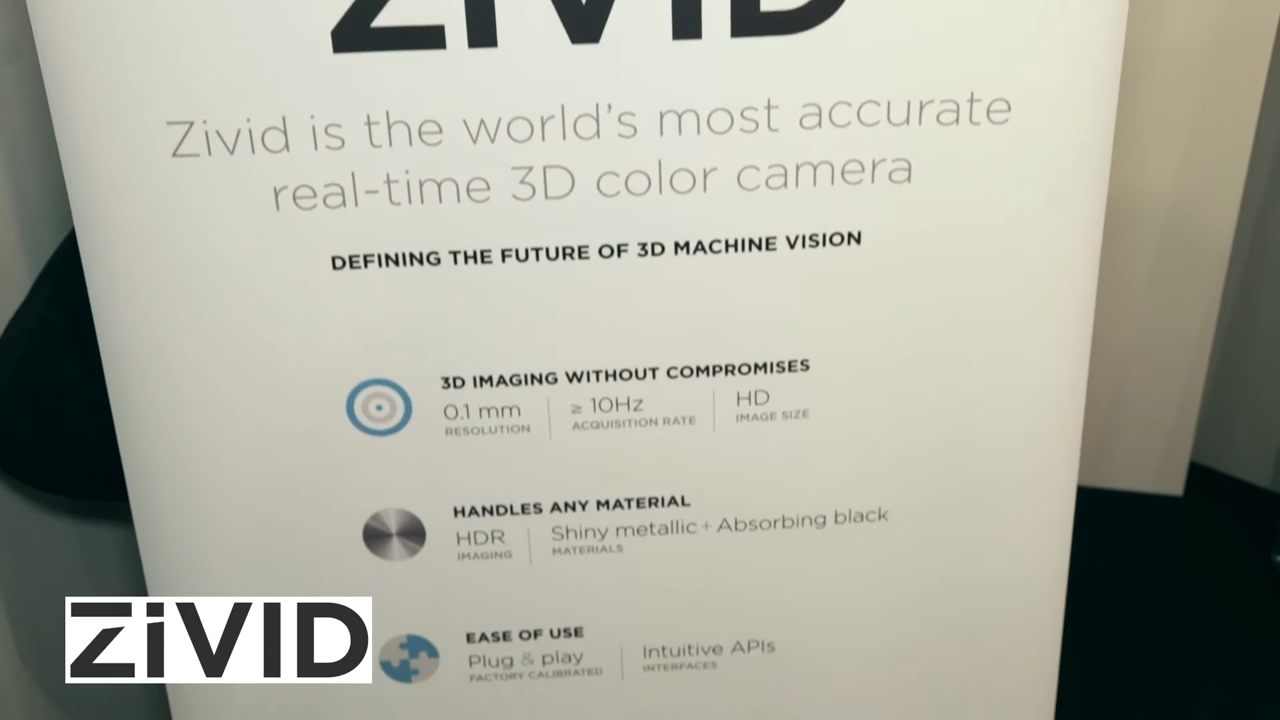 ZiVID
Zivid is the world's most accurate
real-time 3D color camera
DEFINING THE FUTURE OF 3D MACHINE VISION
3D IMAGING WITHOUT COMPROMISES
0.1 mm
RESOLUTION
≥ 10Hz
ACQUISITION RATE
HD
IMAGE SIZE
HANDLES ANY MATERIAL
HDR
IMAGING
Shiny metallic + Absorbing black
MATERIALS
EASE OF USE
Plug & play
FACTORY CALIBRATED
Intuitive APIs
INTERFACES
ZiVID